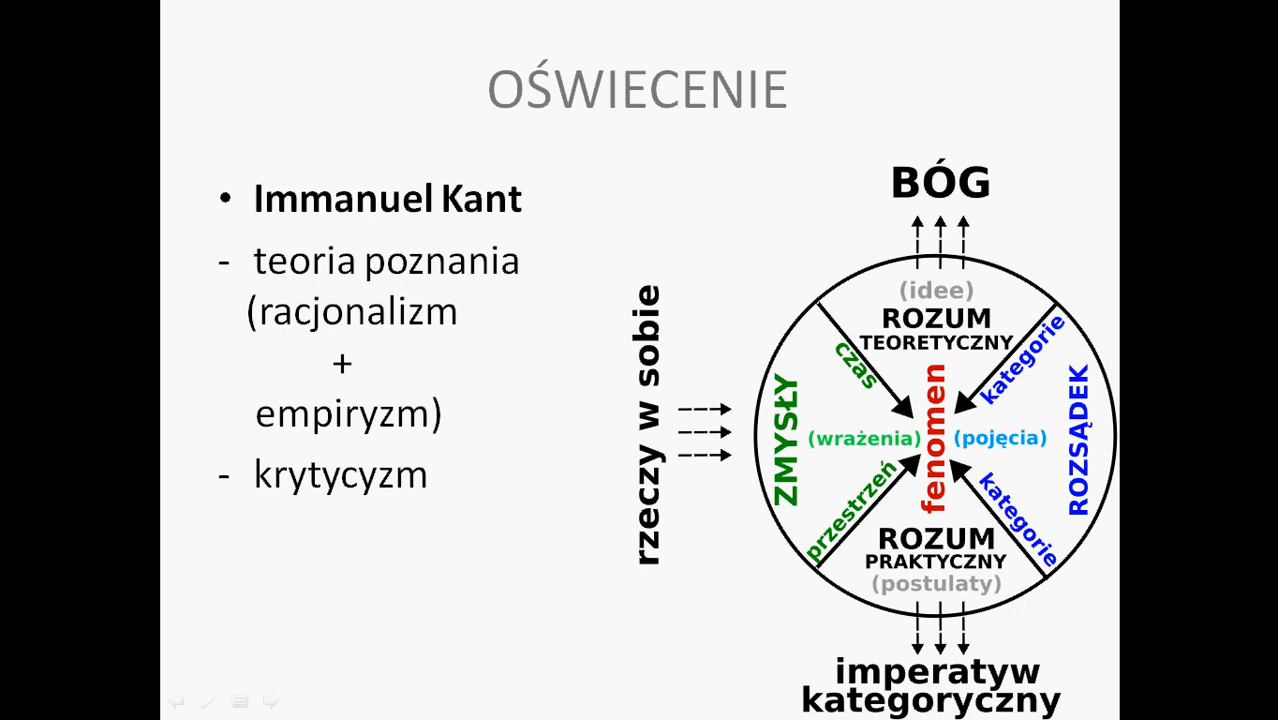 OŚWIECENIE
• Immanuel Kant
- teoria poznania
(racjonalizm
+
empiryzm)
- krytycyzm
BÓG
(idee)
ROZUM
TEORETYCZNY
czas
kategorie
rzeczy w sobie
ZMYSŁY
(wrażenia)
fenomen
(pojęcia)
ROZSĄDEK
przestrzeń
kategorie
ROZUM
PRAKTYCZNY
(postulaty)
imperatyw
kategoryczny